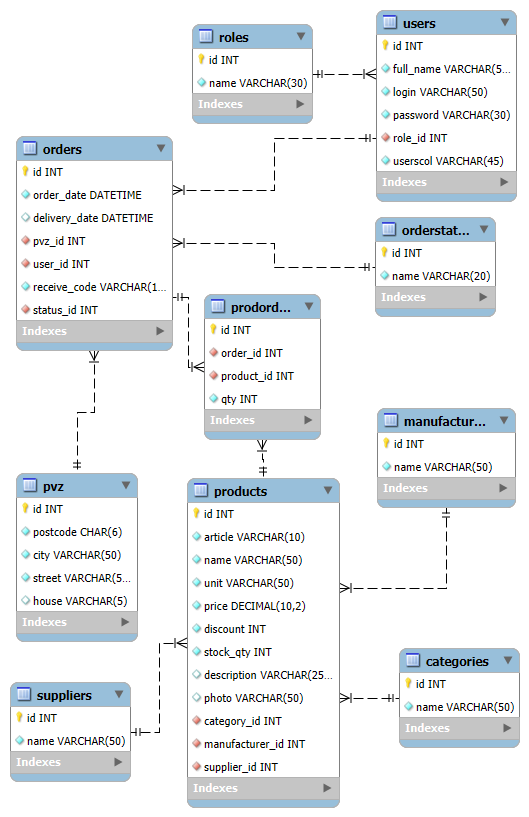 roles
id INT
name VARCHAR(30)
Indexes
users
id INT
full_name VARCHAR(5...
login VARCHAR(50)
password VARCHAR(30)
role_id INT
userscol VARCHAR(45)
Indexes
orders
id INT
order_date DATETIME
delivery_date DATETIME
pvz_id INT
user_id INT
receive_code VARCHAR(1...
status_id INT
Indexes
orderstat...
id INT
name VARCHAR(20)
Indexes
prodord...
id INT
order_id INT
product_id INT
qty INT
Indexes
manufactur...
id INT
name VARCHAR(50)
Indexes
pvz
id INT
postcode CHAR(6)
city VARCHAR(50)
street VARCHAR(5...
house VARCHAR(5)
Indexes
products
id INT
article VARCHAR(10)
name VARCHAR(50)
unit VARCHAR(50)
price DECIMAL(10,2)
discount INT
stock_qty INT
description VARCHAR(25...
photo VARCHAR(50)
category_id INT
manufacturer_id INT
supplier_id INT
Indexes
categories
id INT
name VARCHAR(50)
Indexes
suppliers
id INT
name VARCHAR(50)
Indexes